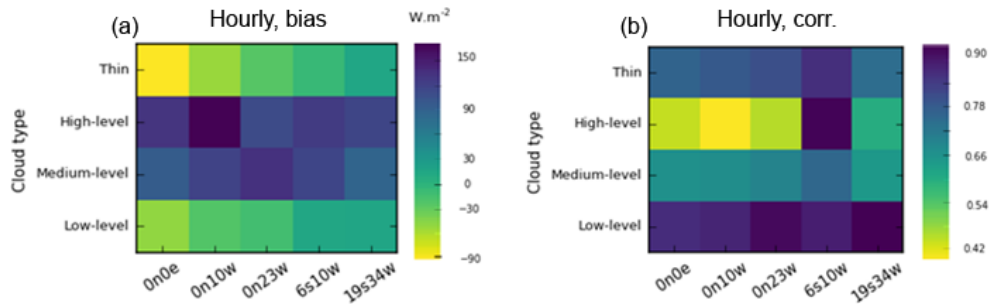 (a) Hourly, bias W.m⁻²
Cloud type
Thin
High-level
Medium-level
Low-level
0n0e 0n10w 0n23w 6s10w 19s34w
150
90
30
0
−30
−90
(b) Hourly, corr.
Cloud type
Thin
High-level
Medium-level
Low-level
0n0e 0n10w 0n23w 6s10w 19s34w
0.90
0.78
0.66
0.54
0.42